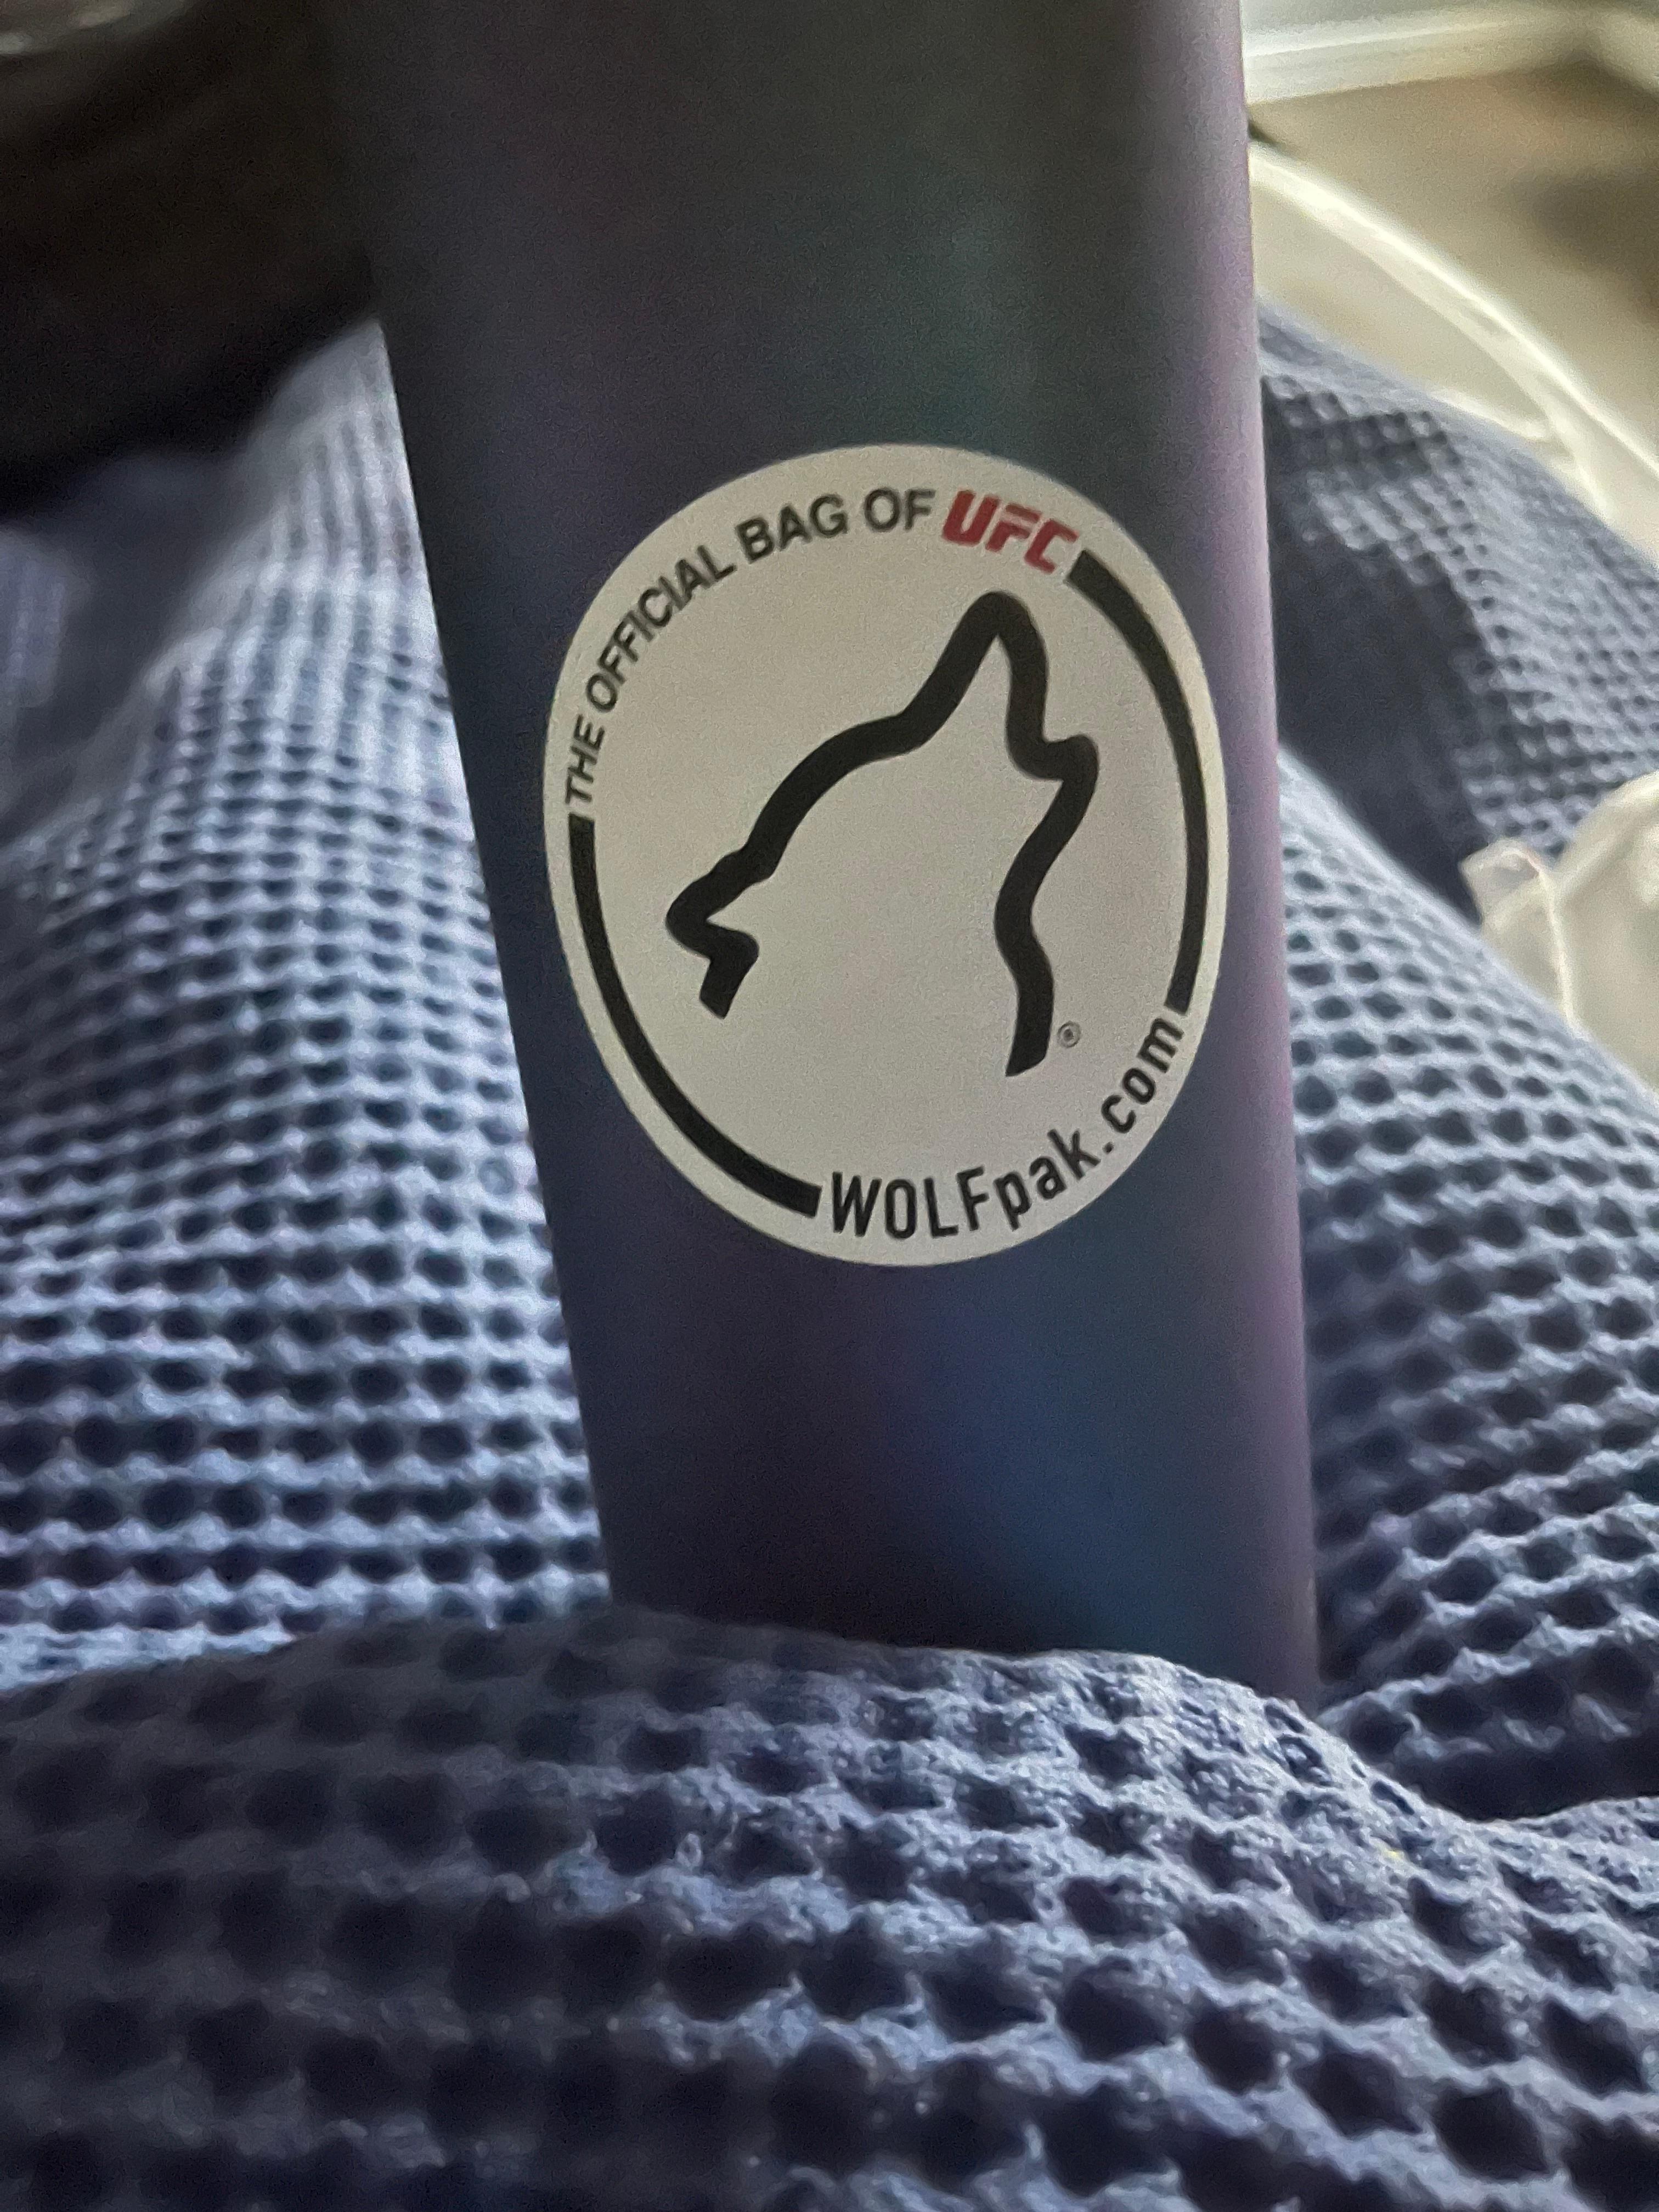 THE OFFICIAL BAG OF UFC
®
WOLFpak.com